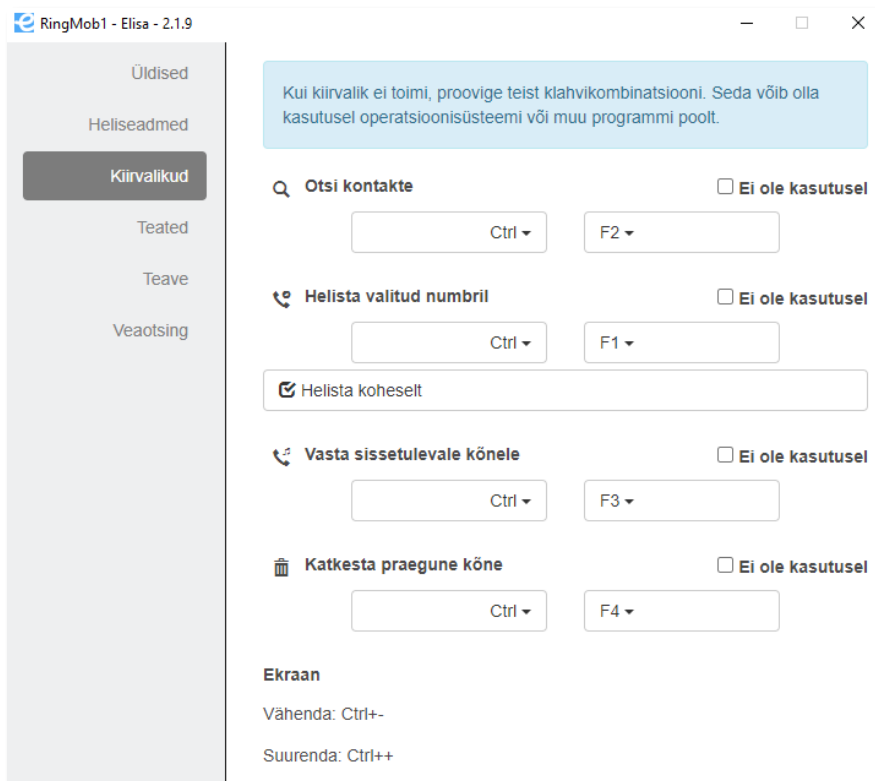 RingMob1 - Elisa - 2.1.9
Üldised
Heliseadmed
Kiirvalikud
Teated
Teave
Veaotsing
Kui kiirvalik ei toimi, proovige teist klahvikombinatsiooni. Seda võib olla
kasutusel operatsioonisüsteemi või muu programmi poolt.
Otsi kontakte Ei ole kasutusel
Ctrl F2
Helista valitud numbril Ei ole kasutusel
Ctrl F1
Helista koheselt
Vasta sissetulevale kõnele Ei ole kasutusel
Ctrl F3
Katkesta praegune kõne Ei ole kasutusel
Ctrl F4
Ekraan
Vähenda: Ctrl+-
Suurenda: Ctrl++